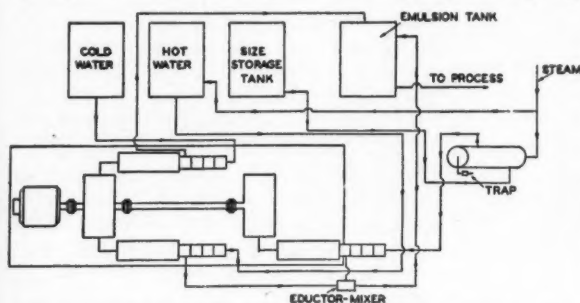 EMULSION TANK
COLD
WATER
HOT
WATER
SIZE
STORAGE
TANK
TO PROCESS
STEAM
TRAP
EDUCTOR-MIXER